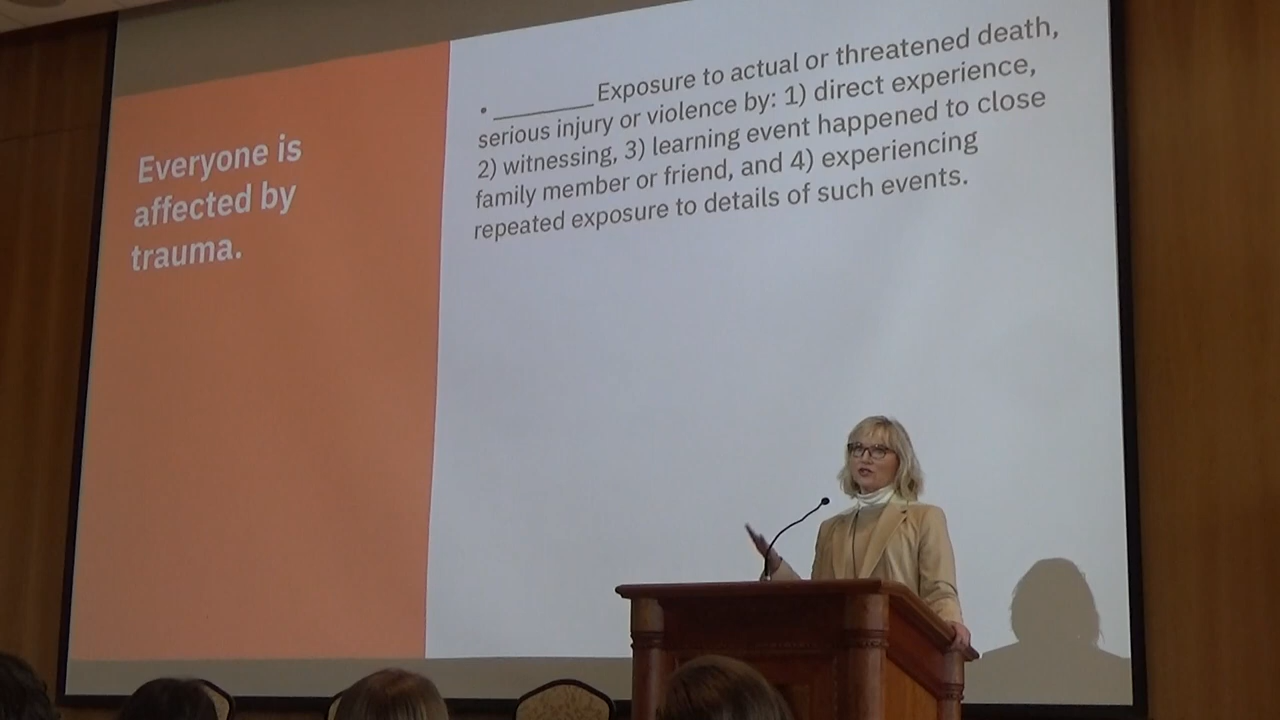 Everyone is
affected by
trauma.
• ________ Exposure to actual or threatened death,
serious injury or violence by: 1) direct experience,
2) witnessing, 3) learning event happened to close
family member or friend, and 4) experiencing
repeated exposure to details of such events.